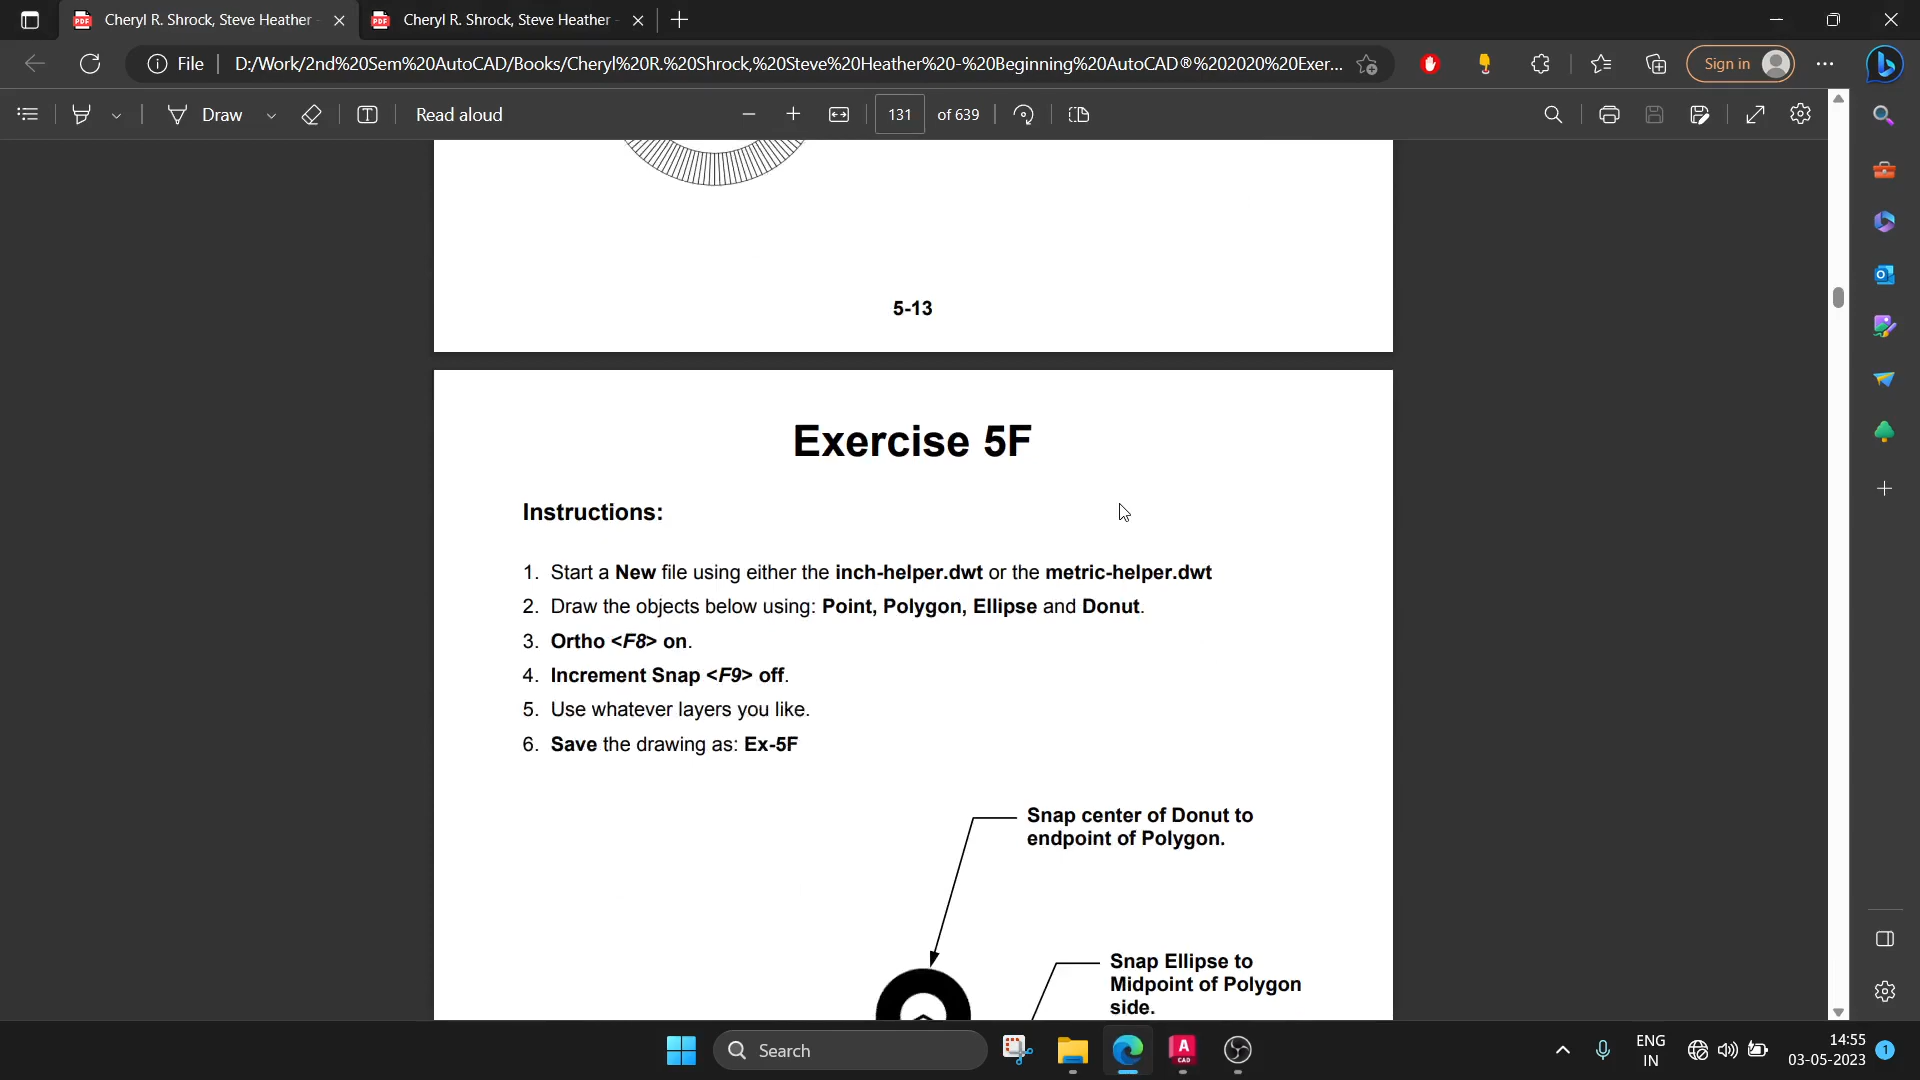 Cheryl R. Shrock, Steve Heather
Cheryl R. Shrock, Steve Heather
File
D:/Work/2nd%20Sem%20AutoCAD/Books/Cheryl%20R.%20Shrock,%20Steve%20Heather%20-%20Beginning%20AutoCAD®%202020%20Exer...
Sign in
Draw
Read aloud
131 of 639
5-13
Exercise 5F
Instructions:
1. Start a New file using either the inch-helper.dwt or the metric-helper.dwt
2. Draw the objects below using: Point, Polygon, Ellipse and Donut.
3. Ortho <F8> on.
4. Increment Snap <F9> off.
5. Use whatever layers you like.
6. Save the drawing as: Ex-5F
Snap center of Donut to
endpoint of Polygon.
Snap Ellipse to
Midpoint of Polygon
side.
Search
ENG
IN
14:55
03-05-2023
1